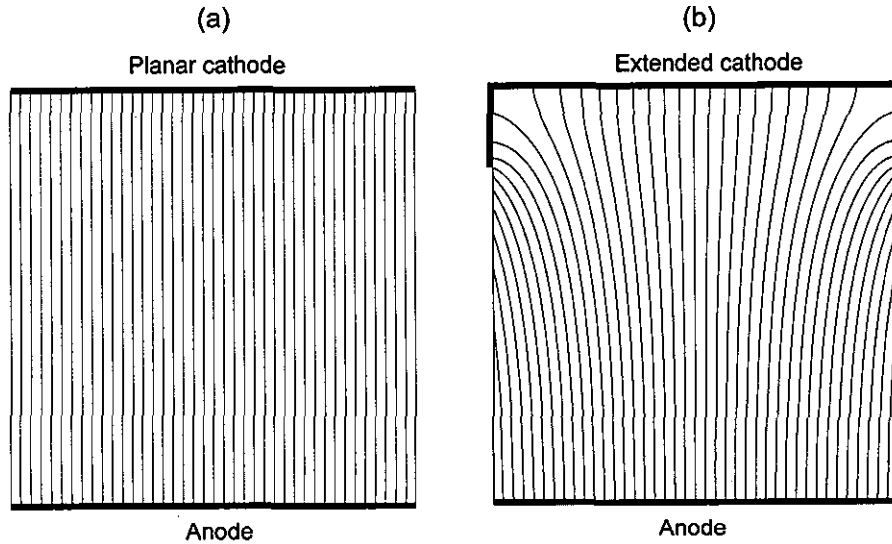 (a)
Planar cathode
Anode
(b)
Extended cathode
Anode